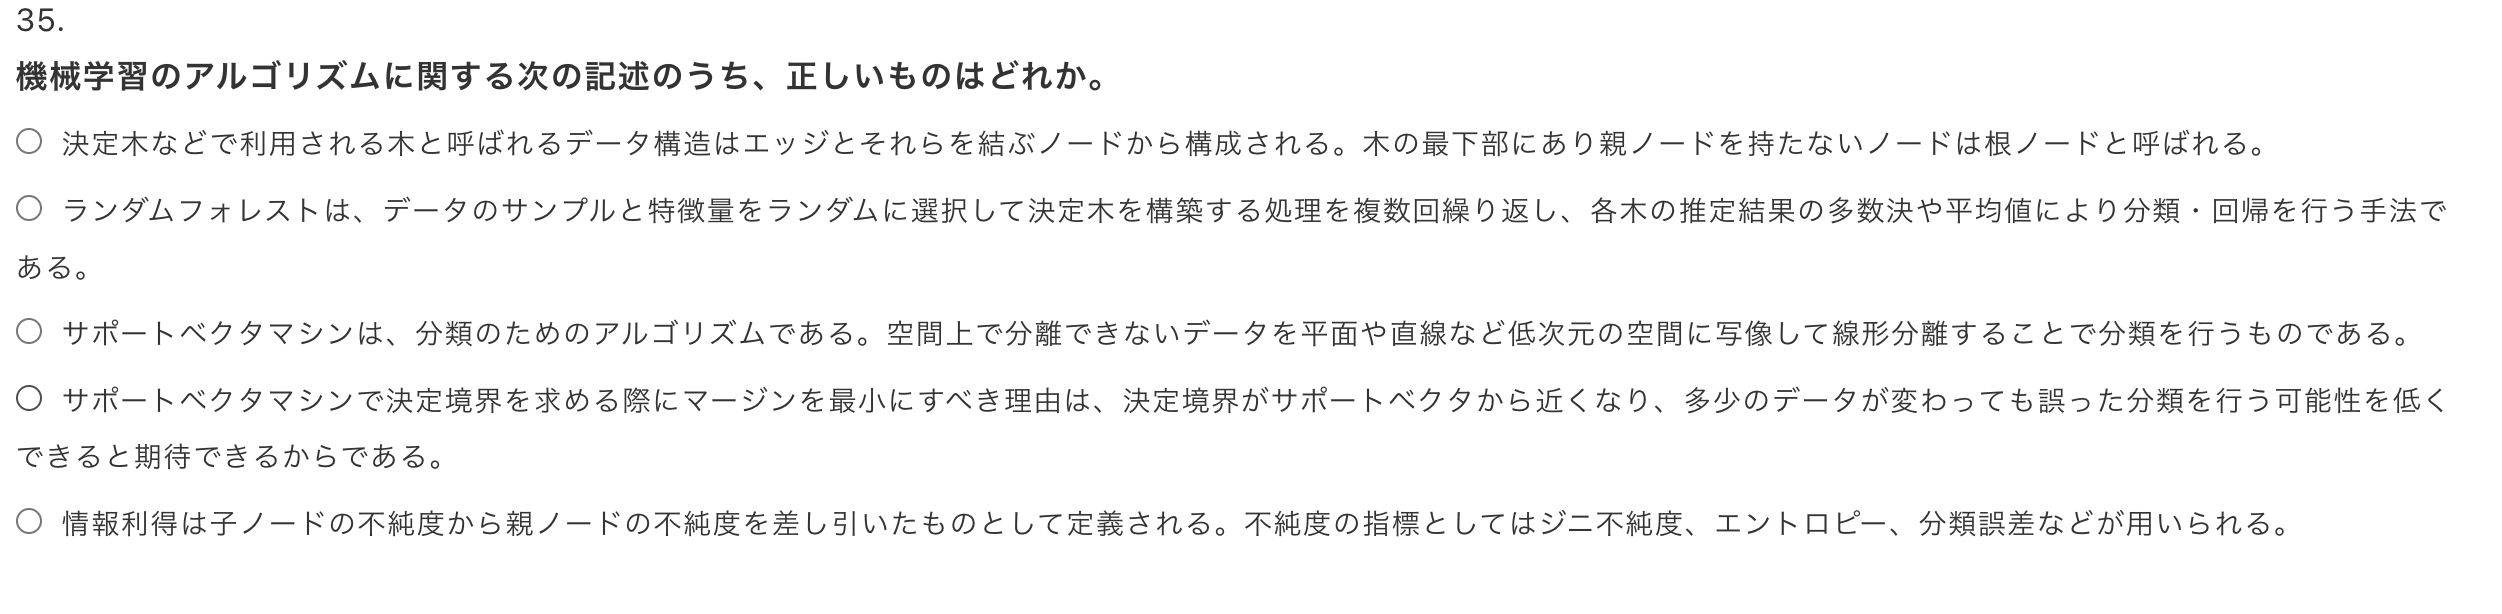 35.
機械学習のアルゴリズムに関する次の記述のうち、正しいものはどれか。
決定木などで利用される木と呼ばれるデータ構造はエッジとそれらを結ぶノードから構成される。木の最下部にあり親ノードを持たないノードは根ノードと呼ばれる。
ランダムフォレストは、データのサンプルと特徴量をランダムに選択して決定木を構築する処理を複数回繰り返し、各木の推定結果の多数決や平均値により分類・回帰を行う手法で
ある。
サポートベクタマシンは、分類のためのアルゴリズムである。空間上で分離できないデータを平面や直線など低次元の空間に写像して線形分離することで分類を行うものである。
サポートベクタマシンで決定境界を求める際にマージンを最小にすべき理由は、決定境界がサポートベクタから近くなり、多少のデータが変わっても誤った分類を行う可能性を低く
できると期待できるからである。
情報利得は子ノードの不純度から親ノードの不純度を差し引いたものとして定義される。不純度の指標としてはジニ不純度、エントロピー、分類誤差などが用いられる。